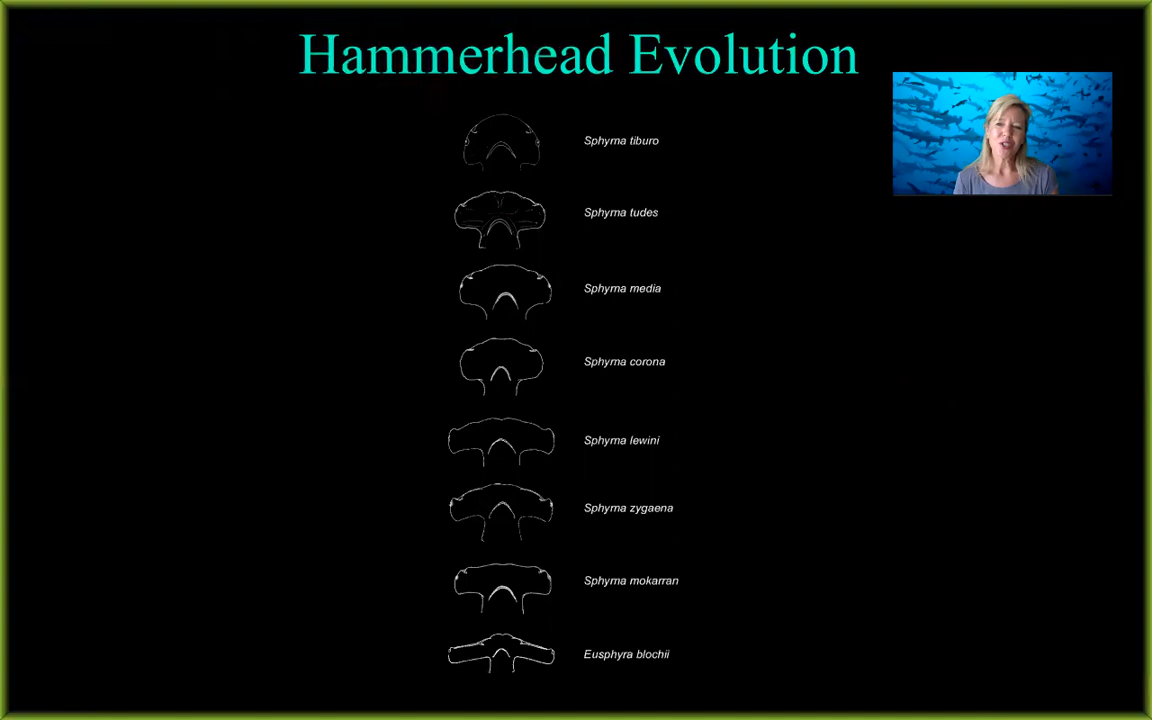 Hammerhead Evolution
Sphyrna tiburo
Sphyrna tudes
Sphyrna media
Sphyrna corona
Sphyrna lewini
Sphyrna zygaena
Sphyrna mokarran
Eusphyra blochii